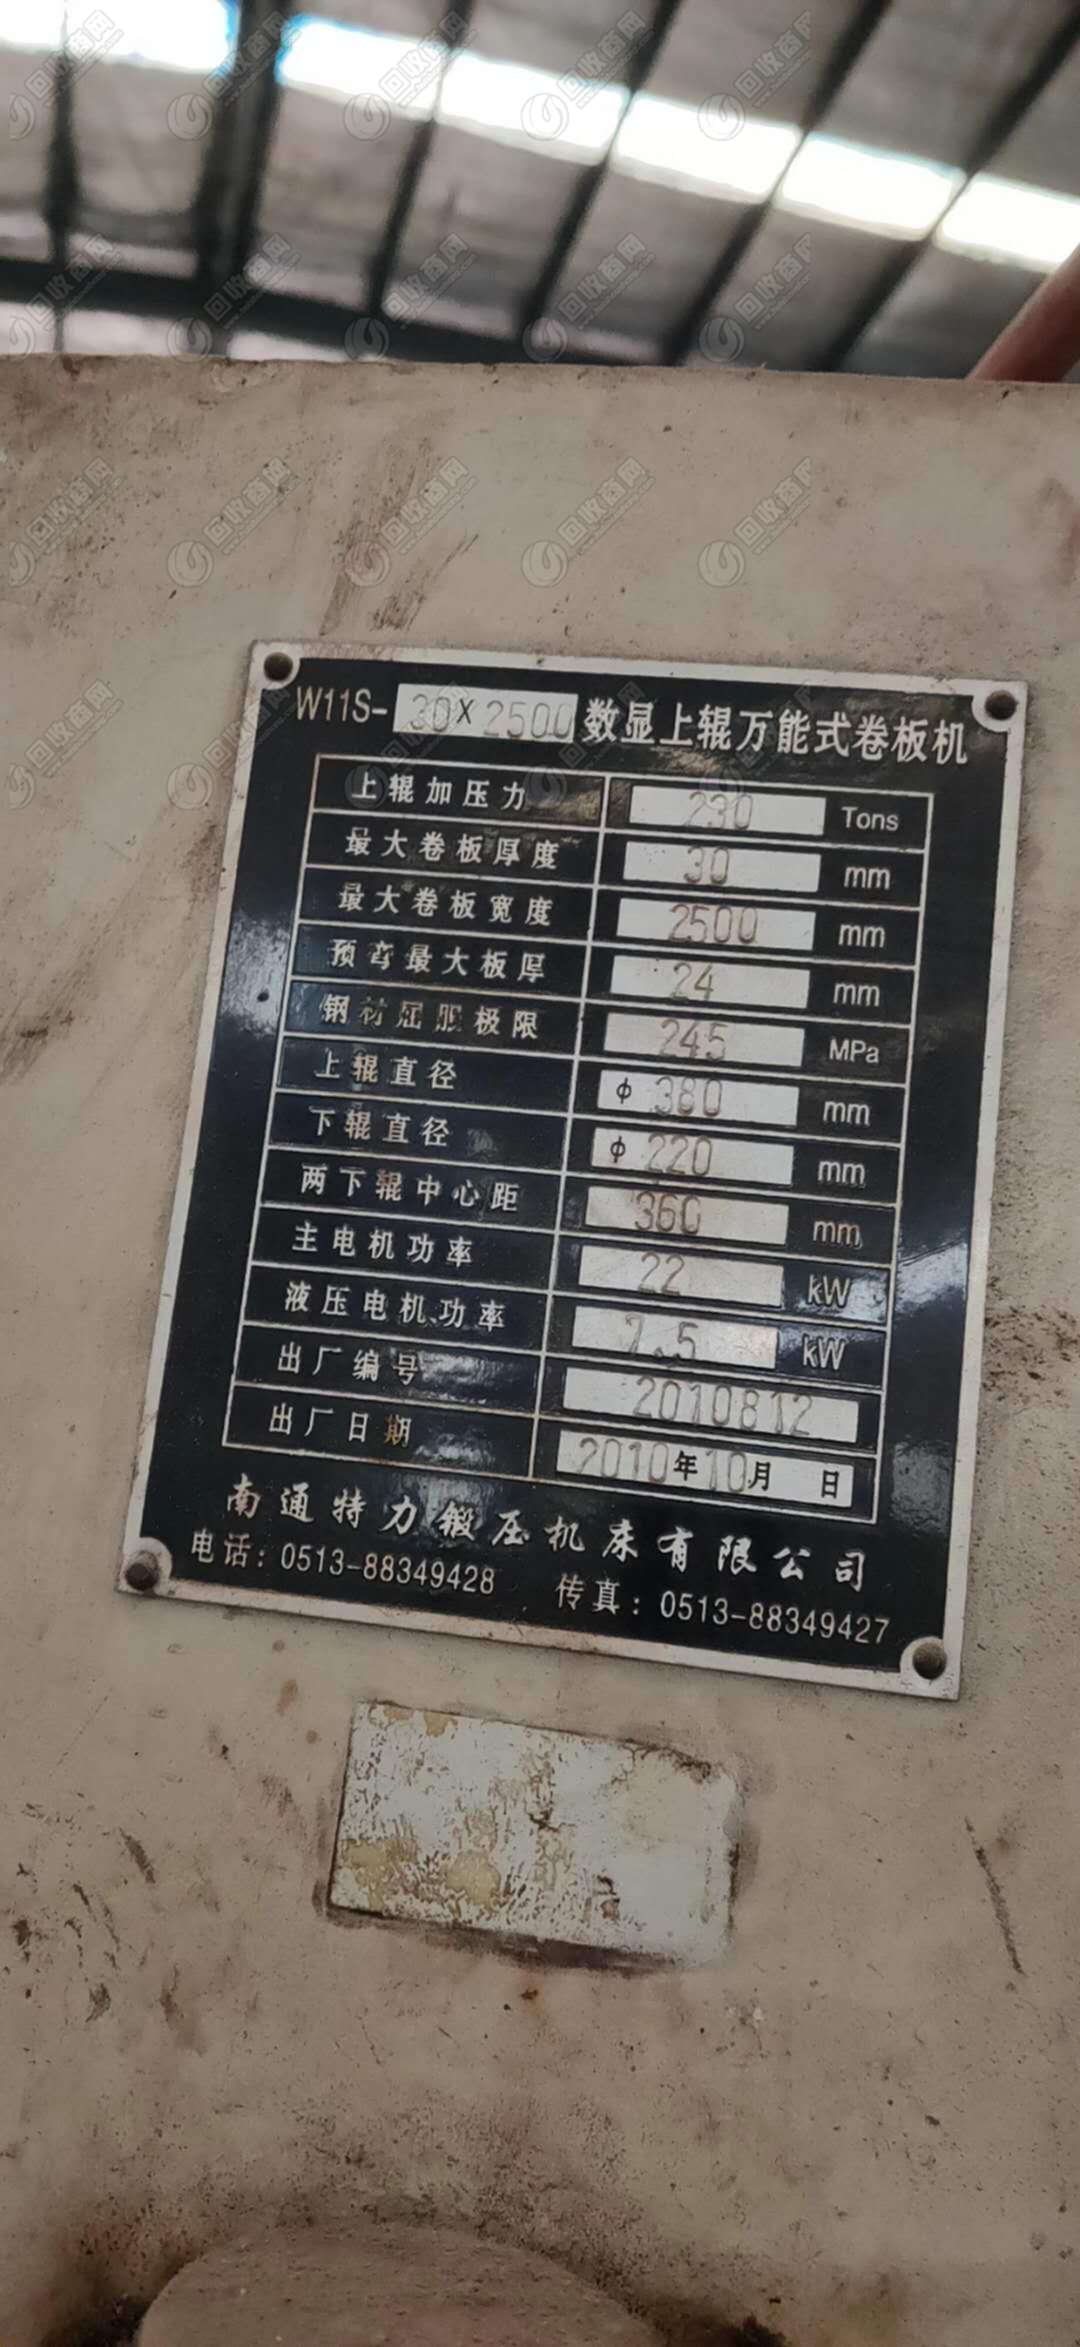 W11S-30X2500数显上辊万能式卷板机
上辊加压力 230 Tons
最大卷板厚度 30 mm
最大卷板宽度 2500 mm
预弯最大板厚 24 mm
钢材屈服极限 245 MPa
上辊直径 φ380 mm
下辊直径 φ220 mm
两下辊中心距 360 mm
主电机功率 22 kW
液压电机功率 7.5 kW
出厂编号 2010812
出厂日期 2010年10月 日
南通特力锻压机床有限公司
电话：0513-88349428 传真：0513-88349427
回收商网